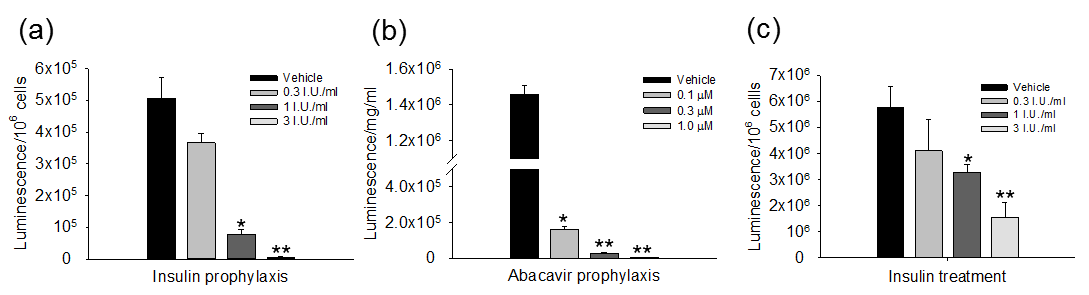 (a)
Luminescence/10⁶ cells
6x10⁵
5x10⁵
4x10⁵
3x10⁵
2x10⁵
10⁵
0
Vehicle
0.3 I.U./ml
1 I.U./ml
3 I.U./ml
*
**
Insulin prophylaxis
(b)
Luminescence/mg/ml
1.6x10⁶
1.4x10⁶
1.2x10⁶
2.0x10⁵
0
Vehicle
0.1 µM
0.3 µM
1.0 µM
*
**
**
Abacavir prophylaxis
(c)
Luminescence/10⁶ cellls
7x10⁶
6x10⁶
5x10⁶
4x10⁶
3x10⁶
2x10⁶
10⁶
0
Vehicle
0.3 I.U./ml
1 I.U./ml
3 I.U./ml
*
**
Insulin treatment